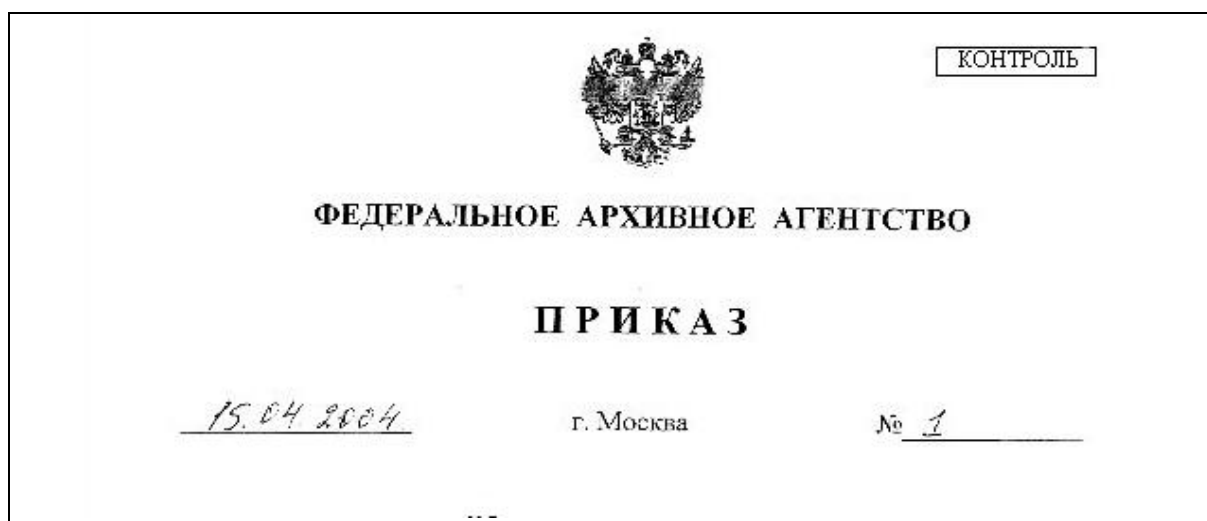 КОНТРОЛЬ
ФЕДЕРАЛЬНОЕ АРХИВНОЕ АГЕНТСТВО
ПРИКАЗ
15.04.2004 г. Москва № 1